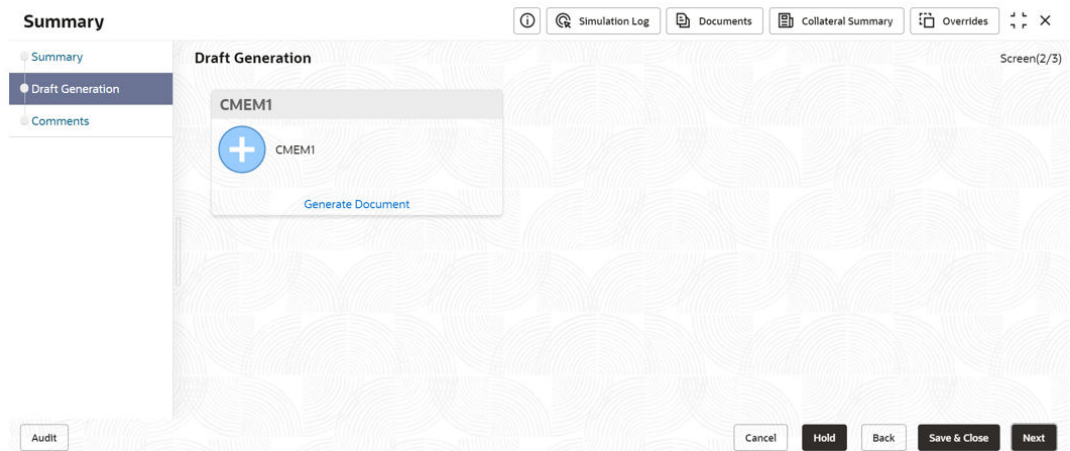 Summary
Simulation Log
Documents
Collateral Summary
Overrides
Summary
Draft Generation
Comments
Draft Generation
Screen(2/3)
CMEM1
CMEM1
Generate Document
Audit
Cancel
Hold
Back
Save & Close
Next